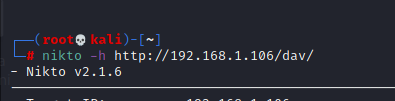 ┌──(root💀kali)-[~]
└─# nikto -h http://192.168.1.106/dav/
- Nikto v2.1.6